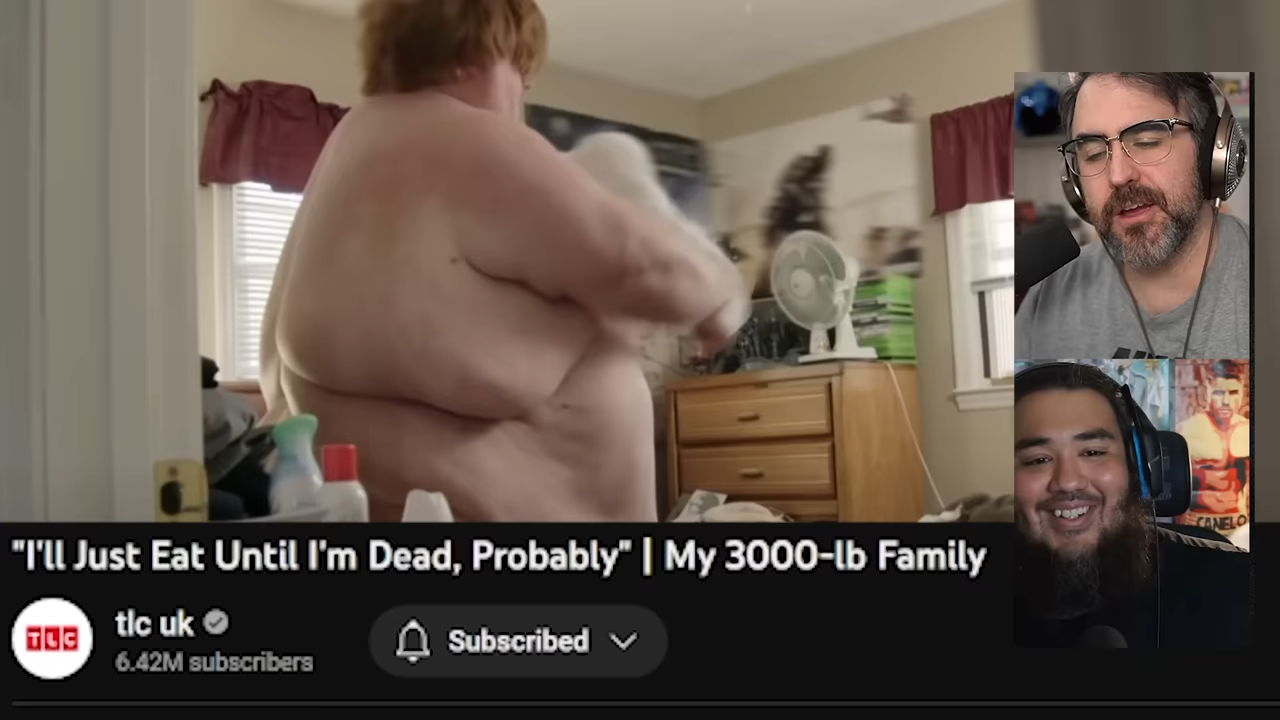 CANELO
"I'll Just Eat Until I'm Dead, Probably" | My 3000-lb Family
TLC
tlc uk
6.42M subscribers
Subscribed